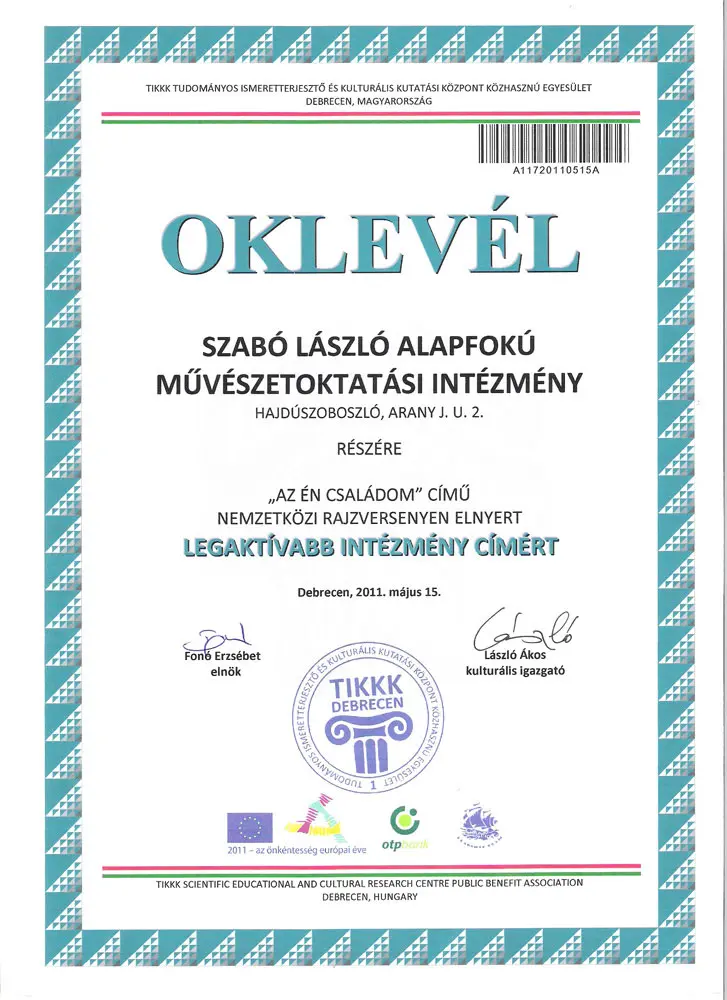 TIKKK TUDOMÁNYOS ISMERETTERJESZTŐ ÉS KULTURÁLIS KUTATÁSI KÖZPONT KÖZHASZNÚ EGYESÜLET
DEBRECEN, MAGYARORSZÁG
A11720110515A
OKLEVÉL
SZABÓ LÁSZLÓ ALAPFOKÚ
MŰVÉSZETOKTATÁSI INTÉZMÉNY
HAJDÚSZOBOSZLÓ, ARANY J. U. 2.
RÉSZÉRE
„AZ ÉN CSALÁDOM” CÍMŰ
NEMZETKÖZI RAJZVERSENYEN ELNYERT
LEGAKTÍVABB INTÉZMÉNY CÍMÉRT
Debrecen, 2011. május 15.
Fonó Erzsébet
elnök
László Ákos
kulturális igazgató
TUDOMÁNYOS ISMERETTERJESZTŐ ÉS KULTURÁLIS KUTATÁSI KÖZPONT KÖZHASZNÚ EGYESÜLET
TIKKK
DEBRECEN
1
2011 – az önkéntesség európai éve
otpbank
TIKKK SCIENTIFIC EDUCATIONAL AND CULTURAL RESEARCH CENTRE PUBLIC BENEFIT ASSOCIATION
DEBRECEN, HUNGARY